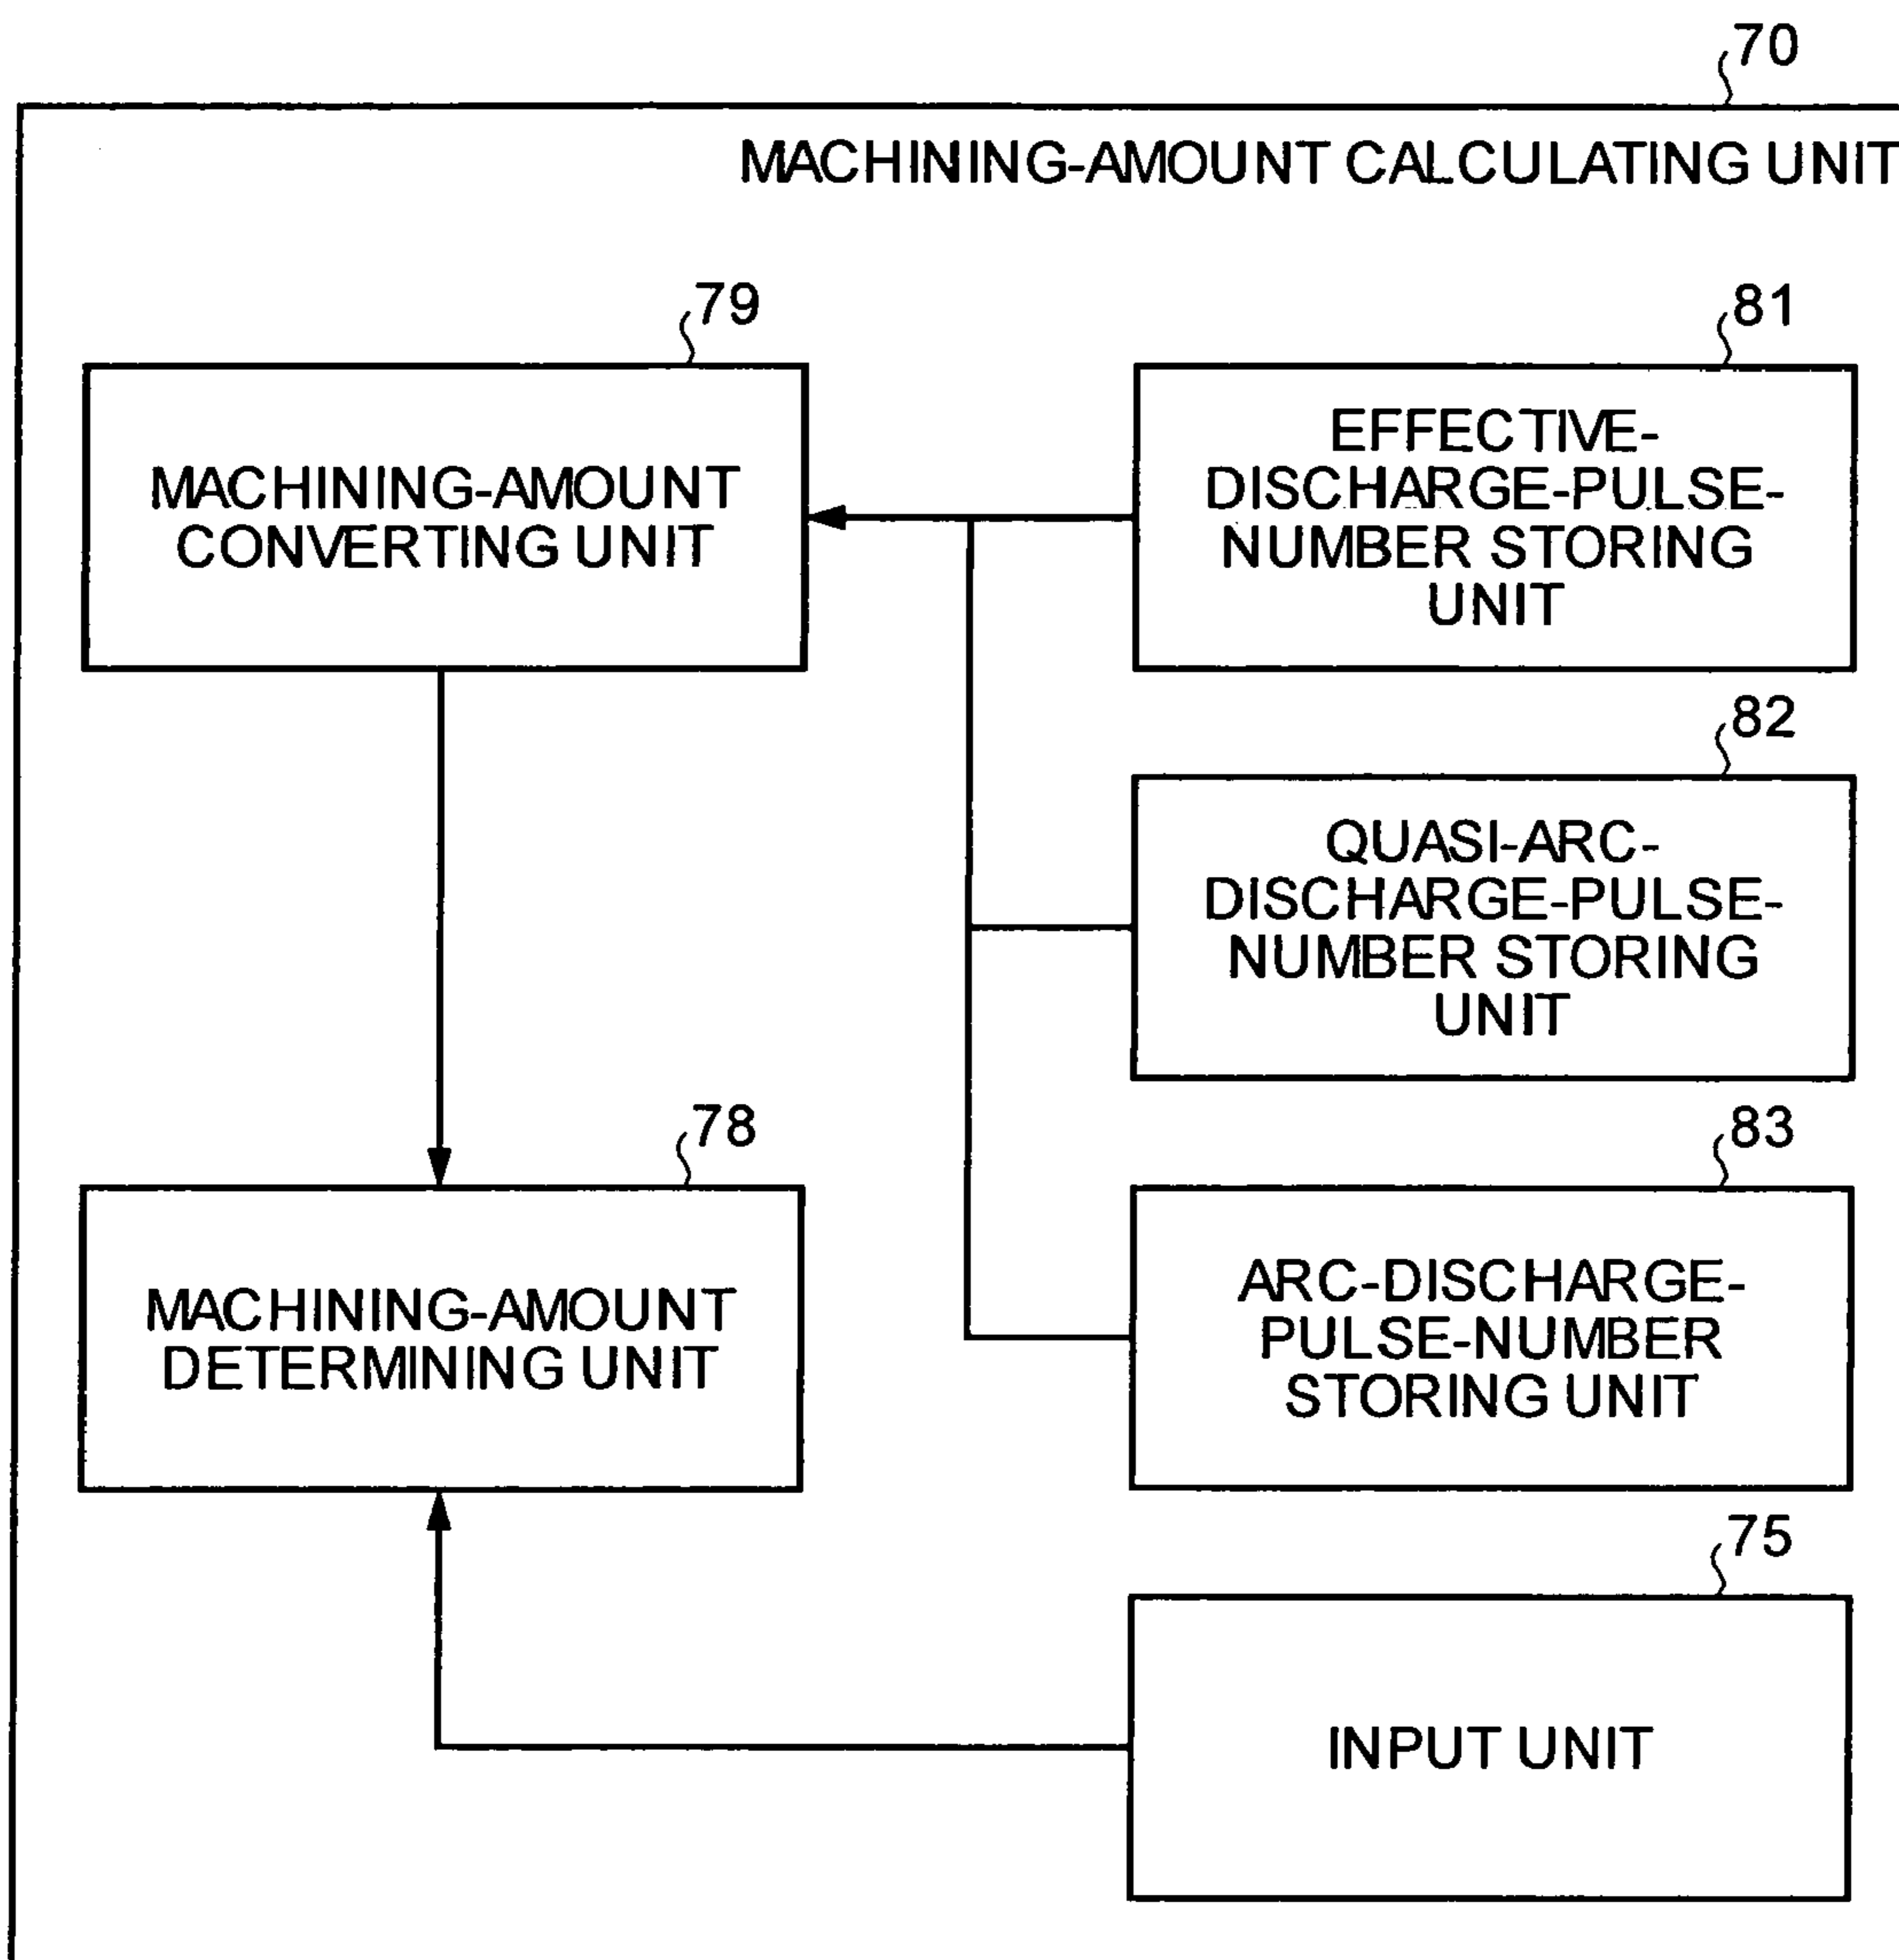 70
MACHINING-AMOUNT CALCULATING UNIT
79
MACHINING-AMOUNT
CONVERTING UNIT
81
EFFECTIVE-
DISCHARGE-PULSE-
NUMBER STORING
UNIT
82
QUASI-ARC-
DISCHARGE-PULSE-
NUMBER STORING
UNIT
78
MACHINING-AMOUNT
DETERMINING UNIT
83
ARC-DISCHARGE-
PULSE-NUMBER
STORING UNIT
75
INPUT UNIT